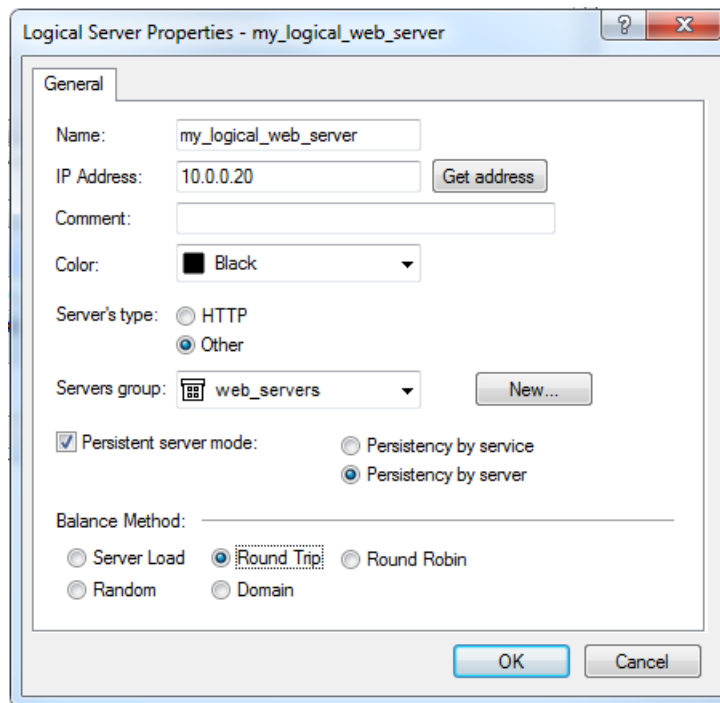 Logical Server Properties - my_logical_web_server
General
Name: my_logical_web_server
IP Address: 10.0.0.20 Get address
Comment:
Color: Black
Server's type: HTTP
Other
Servers group: web_servers New...
Persistent server mode: Persistency by service
Persistency by server
Balance Method:
Server Load Round Trip Round Robin
Random Domain
OK Cancel